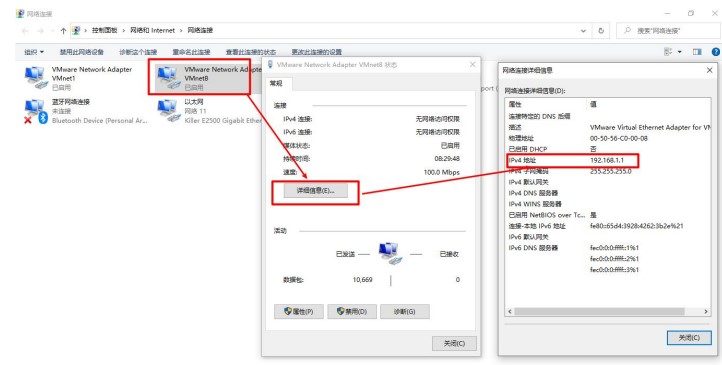 网络连接
控制面板 › 网络和 Internet › 网络连接
搜索"网络连接"
组织 禁用此网络设备 诊断这个连接 重命名此连接 查看此连接的状态 更改此连接的设置
VMware Network Adapter VMnet1
已启用
VMware Network Adapte
VMnet8
已启用
蓝牙网络连接
未连接
Bluetooth Device (Personal Ar...
以太网
网络 11
Killer E2500 Gigabit Ether
port (
VMware Network Adapter VMnet8 状态
常规
连接
IPv4 连接: 无网络访问权限
IPv6 连接: 无网络访问权限
媒体状态: 已启用
持续时间: 08:29:48
速度: 100.0 Mbps
详细信息(E)...
活动
已发送 — — 已接收
数据包: 10,669 0
属性(P) 禁用(D) 诊断(G)
关闭(C)
网络连接详细信息
网络连接详细信息(D):
属性 值
连接特定的 DNS 后缀
描述 VMware Virtual Ethernet Adapter for VM
物理地址 00-50-56-C0-00-08
已启用 DHCP 否
IPv4 地址 192.168.1.1
IPv4 子网掩码 255.255.255.0
IPv4 默认网关
IPv4 DNS 服务器
IPv4 WINS 服务器
已启用 NetBIOS over Tc... 是
连接-本地 IPv6 地址 fe80::65d4:3928:4262:3b2e%21
IPv6 默认网关
IPv6 DNS 服务器 fec0:0:0:ffff::1%1
fec0:0:0:ffff::2%1
fec0:0:0:ffff::3%1
关闭(C)